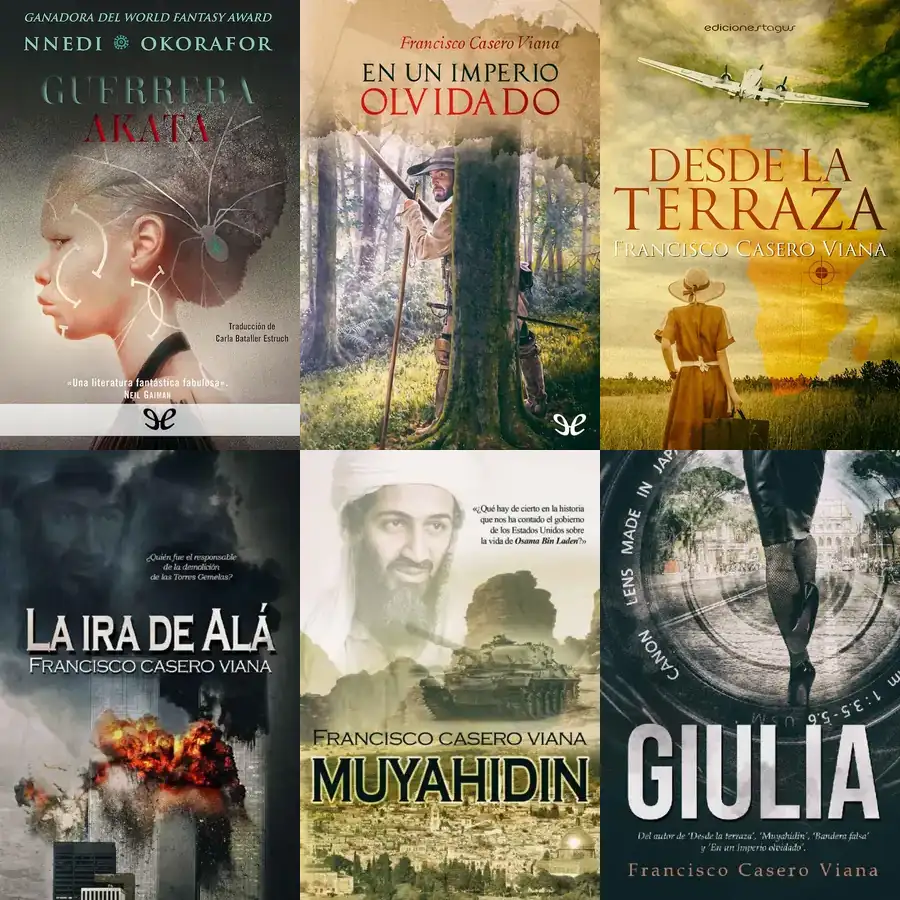 GANADORA DEL WORLD FANTASY AWARD
NNEDI OKORAFOR
GUERRERA
AKATA
Traducción de
Carla Bataller Estruch
«Una literatura fantástica fabulosa».
NEIL GAIMAN
Francisco Casero Viana
EN UN IMPERIO
OLVIDADO
edicionestagus
DESDE LA
TERRAZA
FRANCISCO CASERO VIANA
¿Quién fue el responsable
de la demolición
de las Torres Gemelas?
LA IRA DE ALÁ
FRANCISCO CASERO VIANA
«¿Qué hay de cierto en la historia
que nos ha contado el gobierno
de los Estados Unidos sobre
la vida de Osama Bin Laden?»
FRANCISCO CASERO VIANA
MUYAHIDIN
CANON LENS MADE IN JAP
m 1:3.5-5.6 USM
GIULIA
Del autor de 'Desde la terraza', 'Muyahidin', 'Bandera falsa'
y 'En un imperio olvidado'.
Francisco Casero Viana